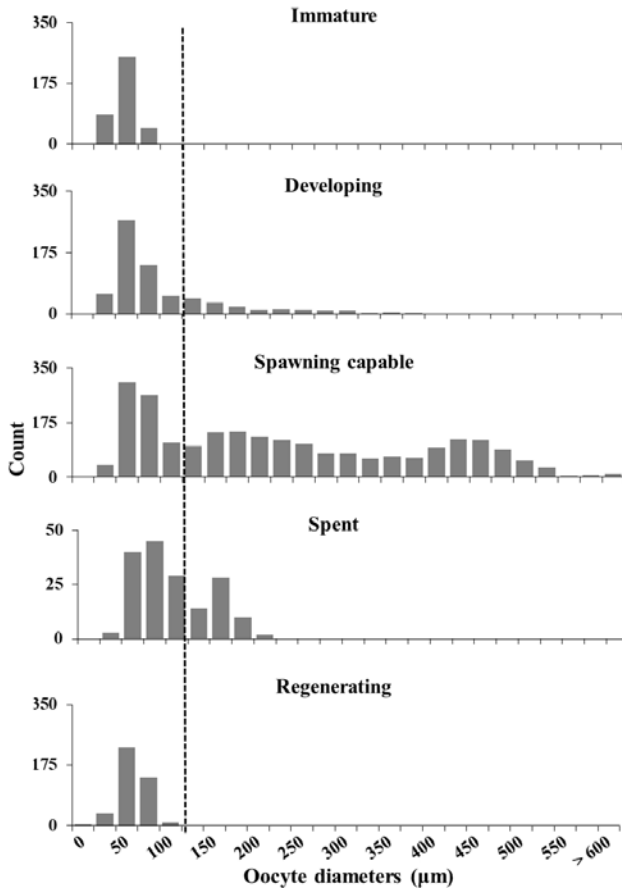 Immature
350
175
0
Developing
350
175
0
Spawning capable
350
175
0
Count
Spent
50
25
0
Regenerating
350
175
0
0 50 100 150 200 250 300 350 400 450 500 550 > 600
Oocyte diameters (µm)